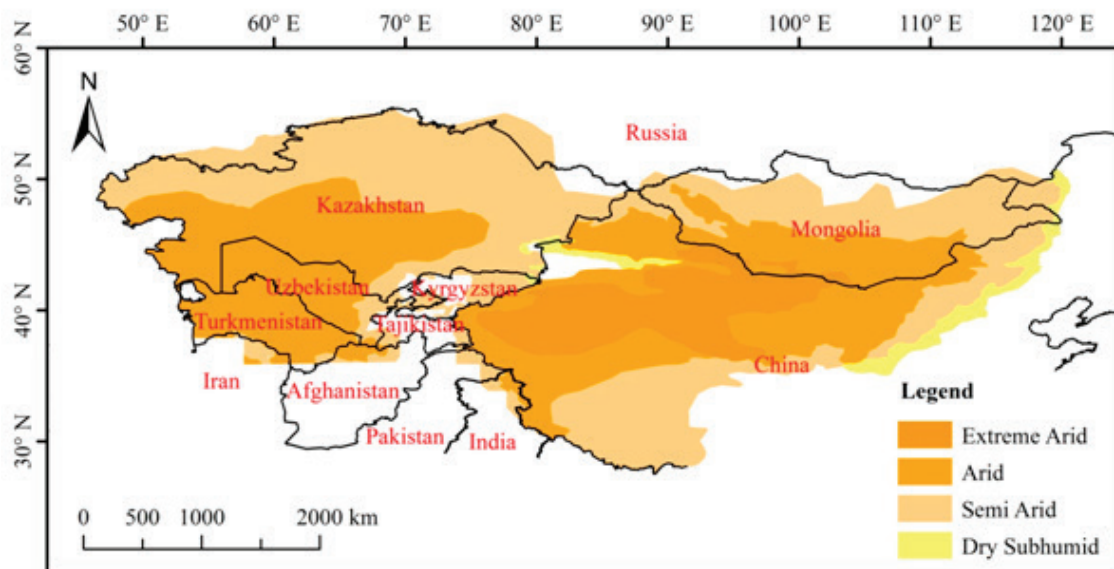 50° E 60° E 70° E 80° E 90° E 100° E 110° E 120° E
60° N
N
Russia
50° N
Kazakhstan
Mongolia
Uzbekistan
Kyrgyzstan
40° N
Turkmenistan
Tajikistan
China
Iran
Afghanistan
Legend
Pakistan
India
30° N
Extreme Arid
Arid
Semi Arid
Dry Subhumid
0 500 1000 2000 km